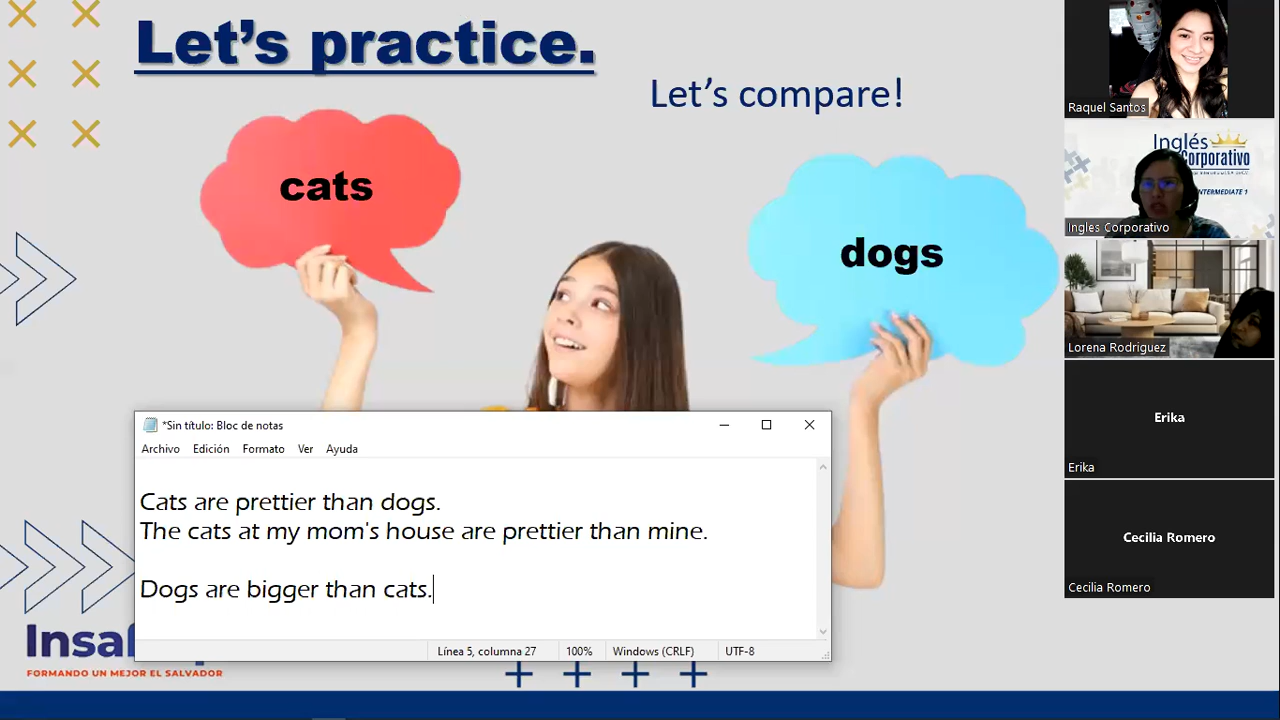 Let's practice.
Let's compare!
cats
dogs
*Sin título: Bloc de notas
Archivo Edición Formato Ver Ayuda
Cats are prettier than dogs.
The cats at my mom's house are prettier than mine.
Dogs are bigger than cats.
Línea 5, columna 27 100% Windows (CRLF) UTF-8
FORMANDO UN MEJOR EL SALVADOR
Raquel Santos
Inglés
Corporativo
INTERMEDIATE 1
Ingles Corporativo
Lorena Rodriguez
Erika
Erika
Cecilia Romero
Cecilia Romero